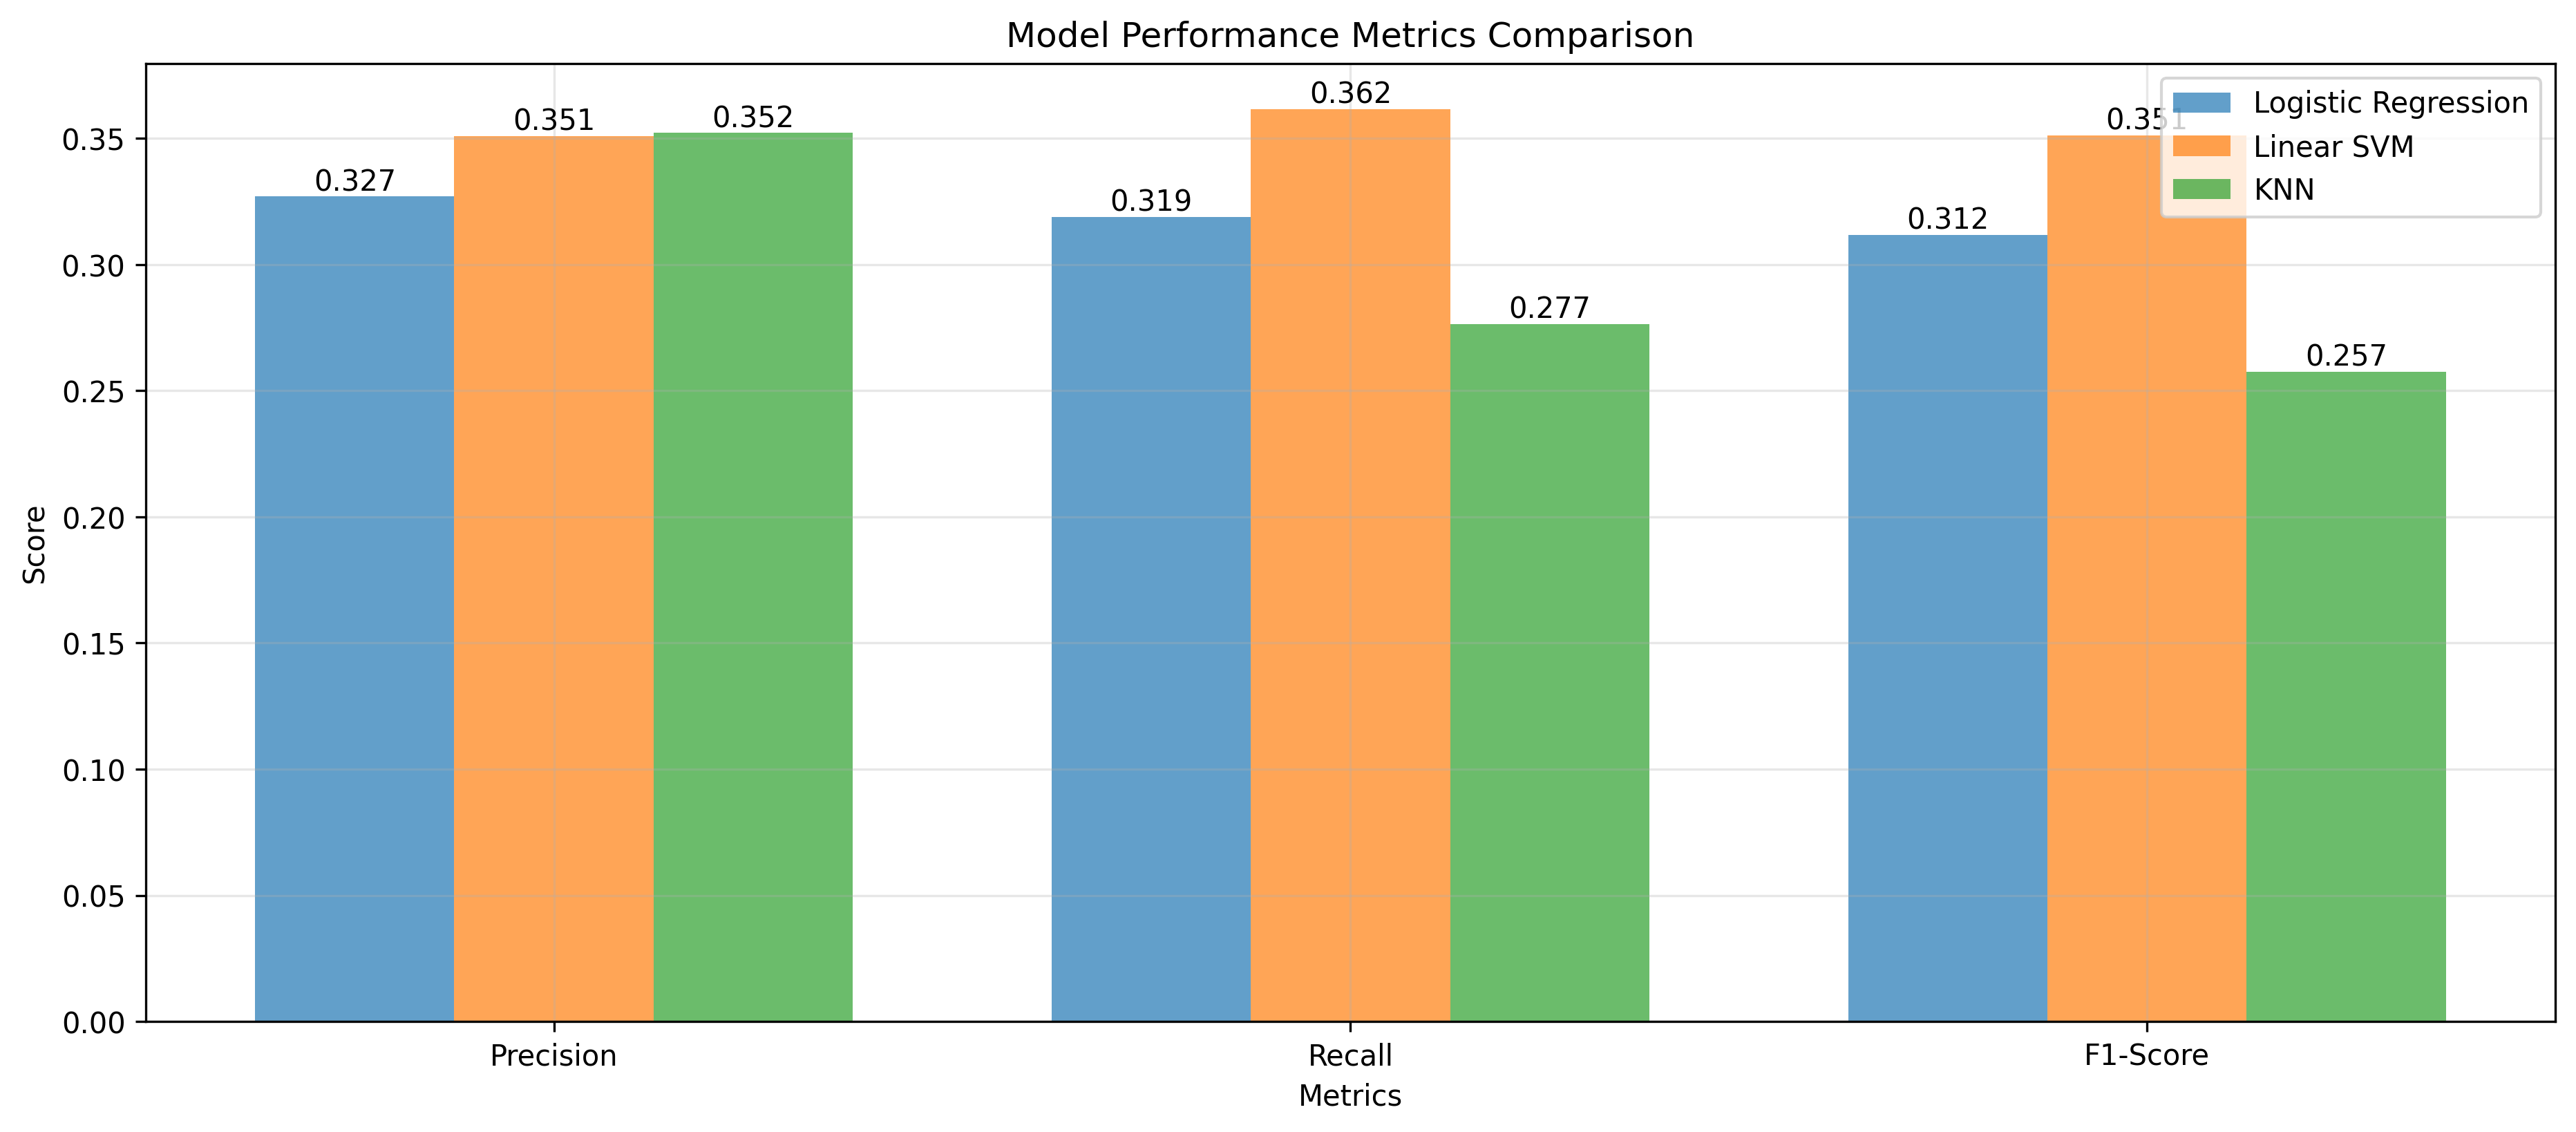 Model Performance Metrics Comparison
Logistic Regression
Linear SVM
KNN
0.327
0.351
0.352
0.319
0.362
0.277
0.312
0.351
0.257
Score
0.35
0.30
0.25
0.20
0.15
0.10
0.05
0.00
Precision
Recall
F1-Score
Metrics